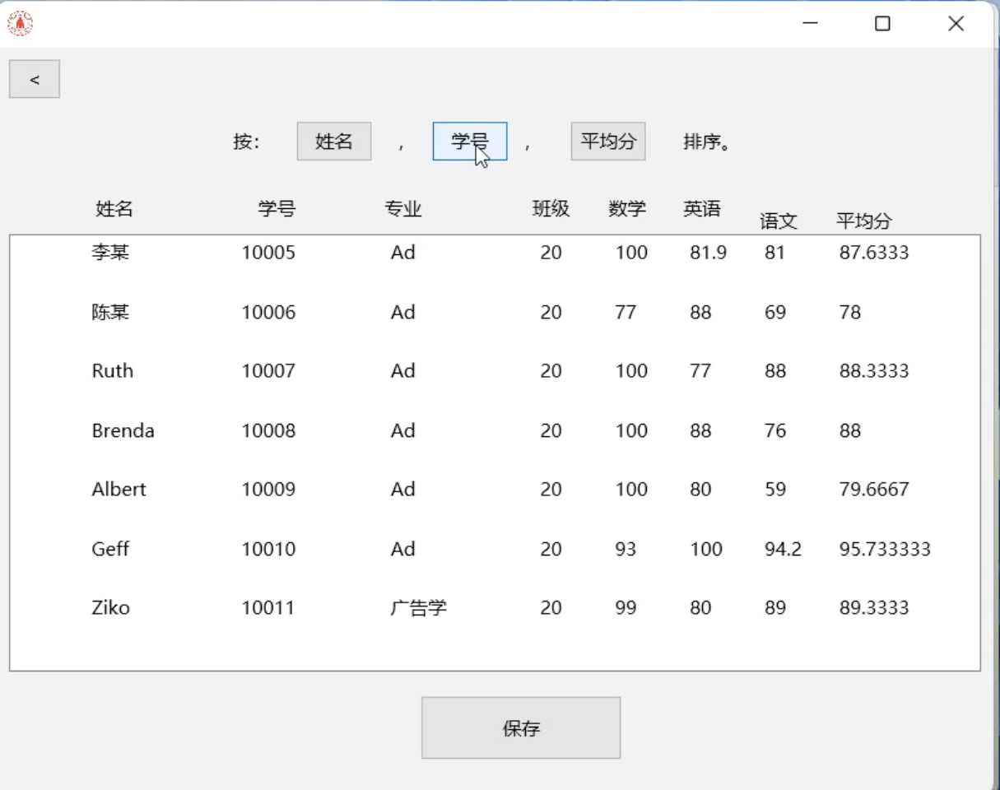 <
按： 姓名 ， 学号 ， 平均分 排序。
姓名 学号 专业 班级 数学 英语 语文 平均分
李某 10005 Ad 20 100 81.9 81 87.6333
陈某 10006 Ad 20 77 88 69 78
Ruth 10007 Ad 20 100 77 88 88.3333
Brenda 10008 Ad 20 100 88 76 88
Albert 10009 Ad 20 100 80 59 79.6667
Geff 10010 Ad 20 93 100 94.2 95.733333
Ziko 10011 广告学 20 99 80 89 89.3333
保存